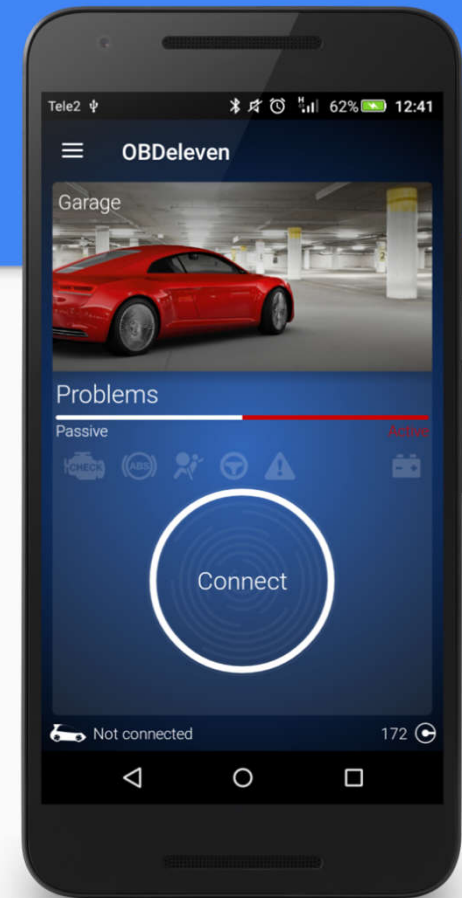 Tele2 62% 12:41
OBDeleven
Garage
Problems
Passive Active
CHECK ABS
Connect
Not connected 172